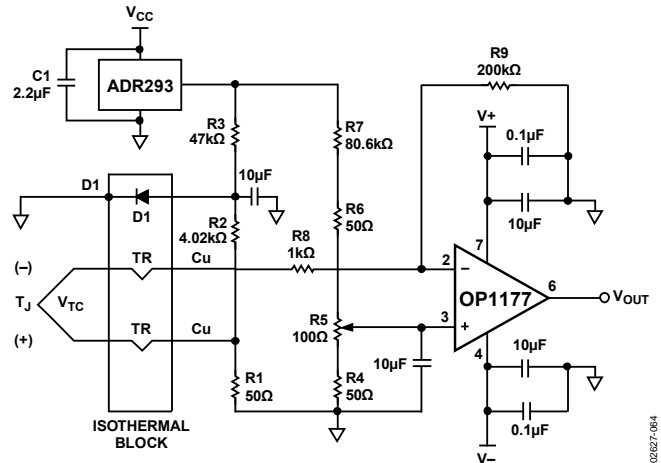 VCC
C1
2.2µF
ADR293
R3
47kΩ
R7
80.6kΩ
R9
200kΩ
V+
0.1µF
10µF
D1
D1
10µF
R2
4.02kΩ
R6
50Ω
R8
1kΩ
(–)
TR
Cu
TJ
VTC
(+)
TR
Cu
R5
100Ω
2
–
7
OP1177
6
VOUT
3
+
4
10µF
10µF
0.1µF
R1
50Ω
R4
50Ω
ISOTHERMAL
BLOCK
V–
02627-064